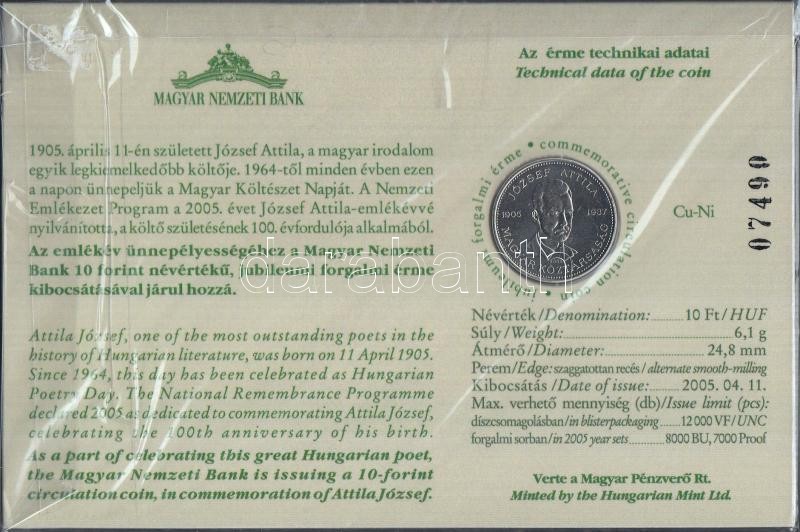 MAGYAR NEMZETI BANK
1905. április 11-én született József Attila, a magyar irodalom
egyik legkiemelkedőbb költője. 1964-től minden évben ezen
a napon ünnepeljük a Magyar Költészet Napját. A Nemzeti
Emlékezet Program a 2005. évet József Attila-emlékévvé
nyilvánította, a költő születésének 100. évfordulója alkalmából.
Az emlékév ünnepélyességéhez a Magyar Nemzeti
Bank 10 forint névértékű, jubileumi forgalmi érme
kibocsátásával járul hozzá.
Attila József, one of the most outstanding poets in the
history of Hungarian literature, was born on 11 April 1905.
Since 1964, this day has been celebrated as Hungarian
Poetry Day. The National Remembrance Programme
declared 2005 as dedicated to commemorating Attila József,
celebrating the 100th anniversary of his birth.
As a part of celebrating this great Hungarian poet,
the Magyar Nemzeti Bank is issuing a 10-forint
circulation coin, in commemoration of Attila József.
Az érme technikai adatai
Technical data of the coin
jubileumi forgalmi érme • commemorative circulation coin •
JÓZSEF ATTILA
1905 1937
MAGYAR KÖZTÁRSASÁG
Cu-Ni
07490
Névérték/Denomination: 10 Ft/HUF
Súly/Weight: 6,1 g
Átmérő/Diameter: 24,8 mm
Perem/Edge: szaggatottan recés/alternate smooth-milling
Kibocsátás/Date of issue: 2005. 04. 11.
Max. verhető mennyiség (db)/Issue limit (pcs):
díszcsomagolásban/in blisterpackaging 12 000 VF/UNC
forgalmi sorban/in 2005 year sets 8000 BU, 7000 Proof
Verte a Magyar Pénzverő Rt.
Minted by the Hungarian Mint Ltd.
darabanth